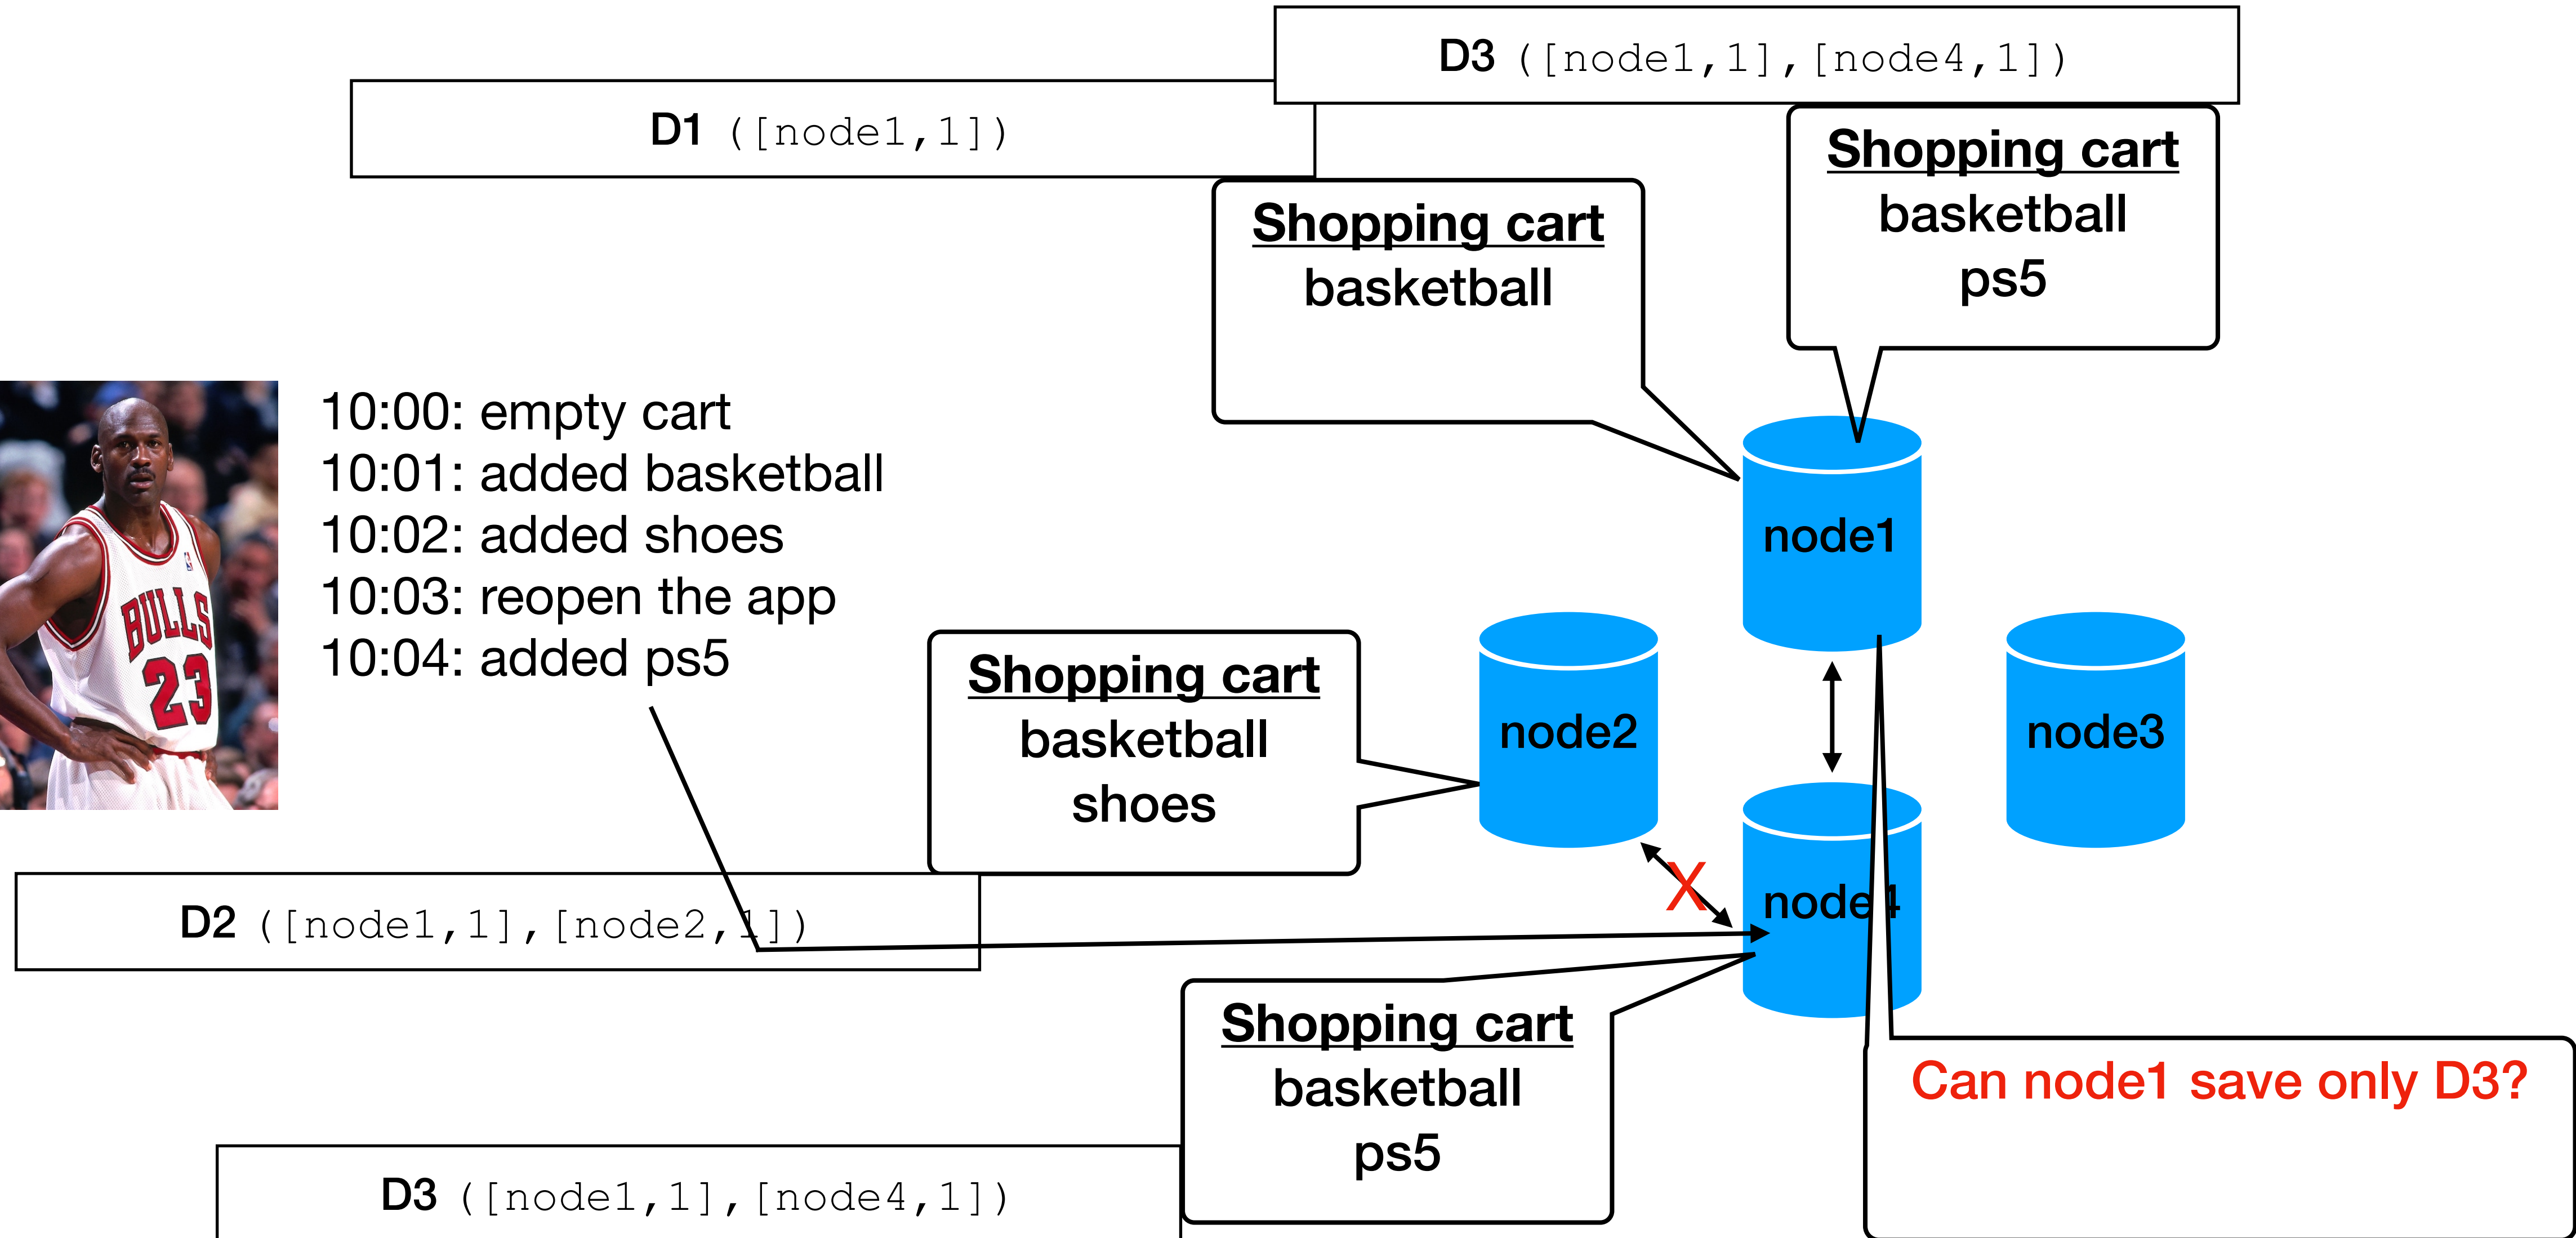 D3 ([node1,1],[node4,1])
D1 ([node1,1])
Shopping cart
basketball
ps5
Shopping cart
basketball
10:00: empty cart
10:01: added basketball
10:02: added shoes
10:03: reopen the app
10:04: added ps5
BULLS
23
node1
Shopping cart
basketball
shoes
node2
node3
X
node4
D2 ([node1,1],[node2,1])
Shopping cart
basketball
ps5
Can node1 save only D3?
D3 ([node1,1],[node4,1])